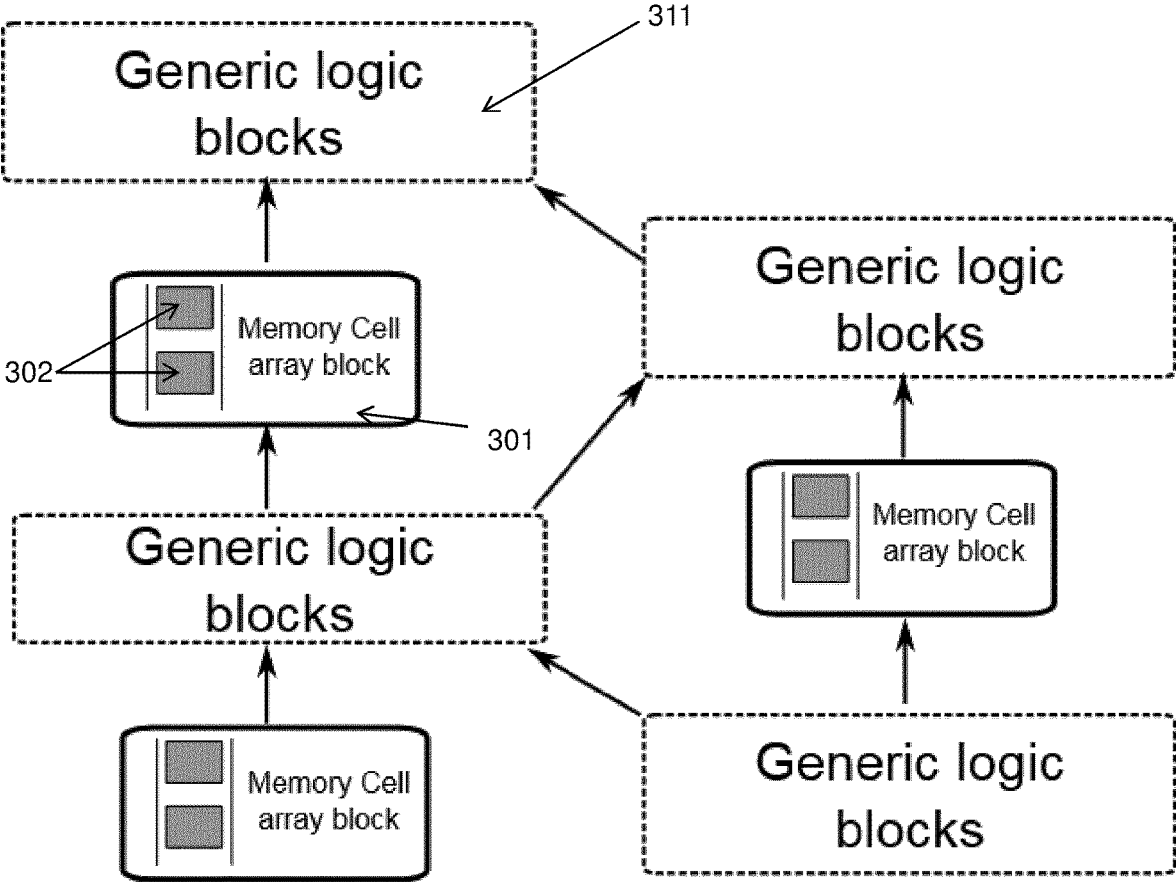 311
Generic logic
blocks
Generic logic
blocks
Memory Cell
array block
302
301
Memory Cell
array block
Generic logic
blocks
Memory Cell
array block
Generic logic
blocks